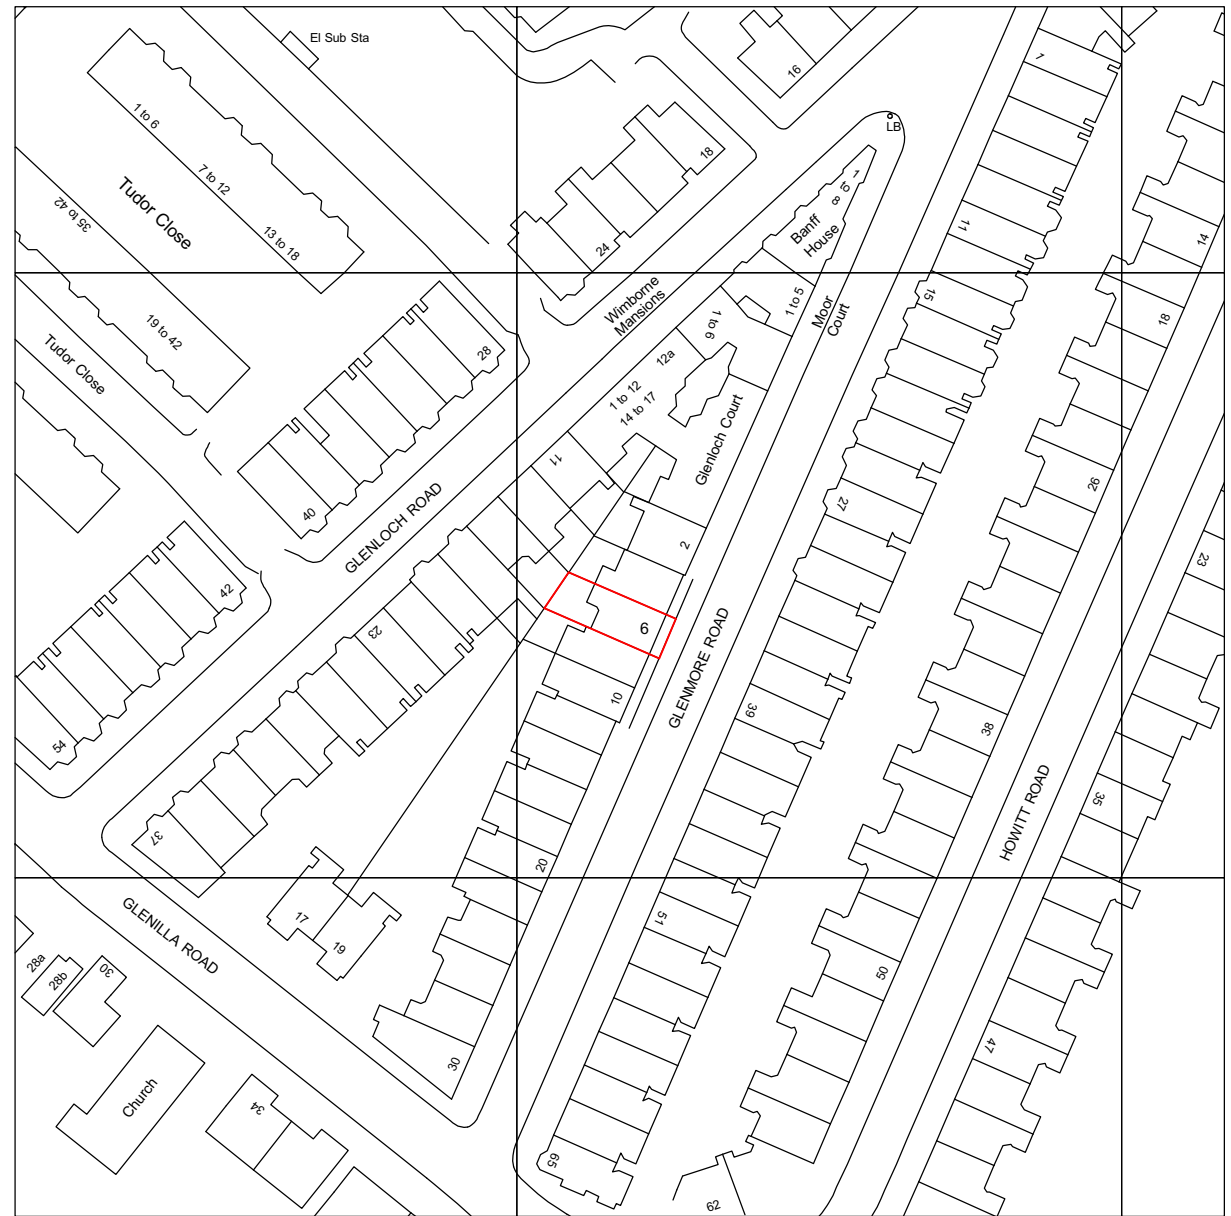 El Sub Sta
16
7
LB
1 to 6
7 to 12
13 to 18
Tudor Close
35 to 42
18
24
1
5
8
Banff
House
11
14
15
18
Wimborne
Mansions
Moor
Court
1 to 5
1 to 6
19 to 42
Tudor Close
28
12a
1 to 12
14 to 17
Glenloch Court
11
26
27
40
GLENLOCH ROAD
2
23
42
23
6
GLENMORE ROAD
10
39
38
54
37
35
HOWITT ROAD
20
GLENILLA ROAD
17
19
51
50
28a
28b
30
47
30
Church
34
65
62